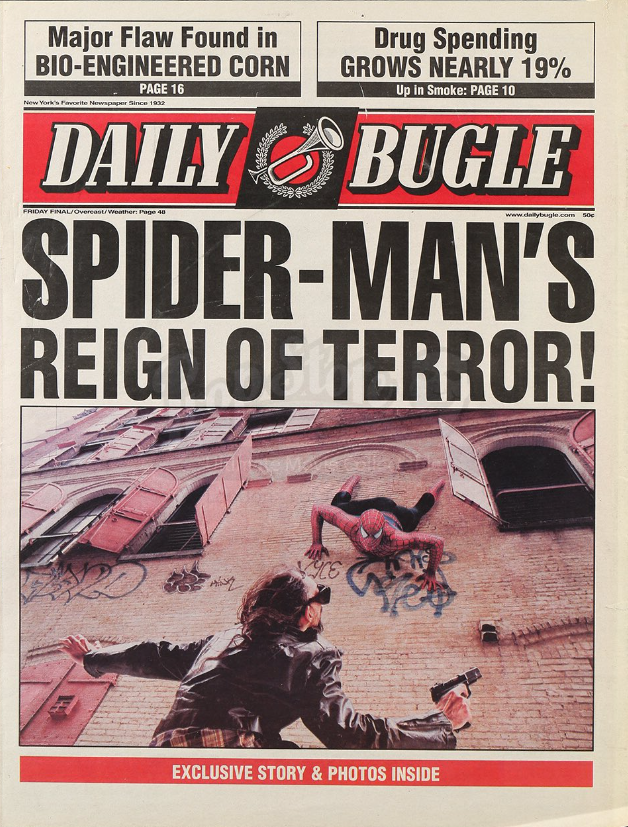 Major Flaw Found in
BIO-ENGINEERED CORN
PAGE 16
Drug Spending
GROWS NEARLY 19%
Up in Smoke: PAGE 10
New York's Favorite Newspaper Since 1932
DAILY BUGLE
FRIDAY FINAL/Overcast/Weather: Page 48
www.dailybugle.com 50¢
SPIDER-MAN'S
REIGN OF TERROR!
EXCLUSIVE STORY & PHOTOS INSIDE